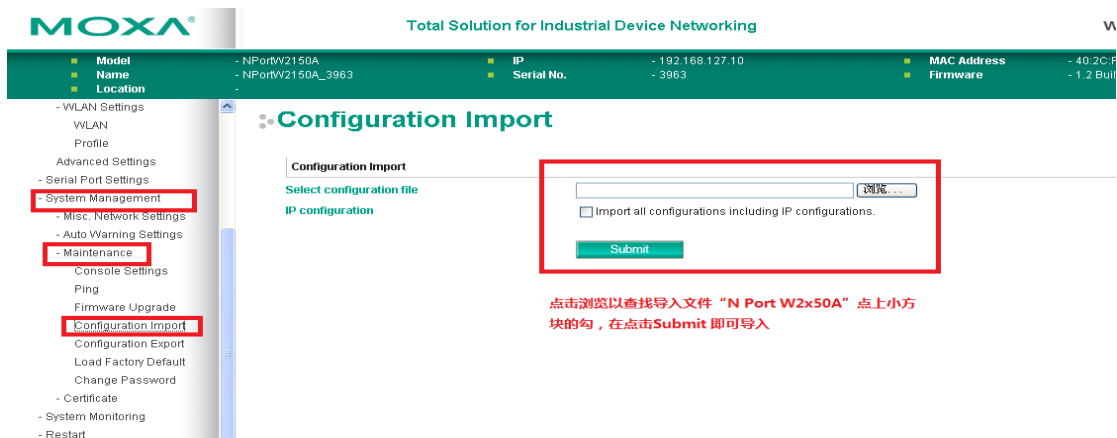 MOXA®
Total Solution for Industrial Device Networking
Model - NPortW2150A IP - 192.168.127.10 MAC Address - 40:2C:
Name - NPortW2150A_3963 Serial No. - 3963 Firmware - 1.2 Buil
Location -
- WLAN Settings
WLAN
Profile
Advanced Settings
- Serial Port Settings
- System Management
- Misc. Network Settings
- Auto Warning Settings
- Maintenance
Console Settings
Ping
Firmware Upgrade
Configuration Import
Configuration Export
Load Factory Default
Change Password
- Certificate
- System Monitoring
- Restart
Configuration Import
Configuration Import
Select configuration file 浏览...
IP configuration Import all configurations including IP configurations.
Submit
点击浏览以查找导入文件“N Port W2x50A”点上小方
块的勾，在点击Submit 即可导入